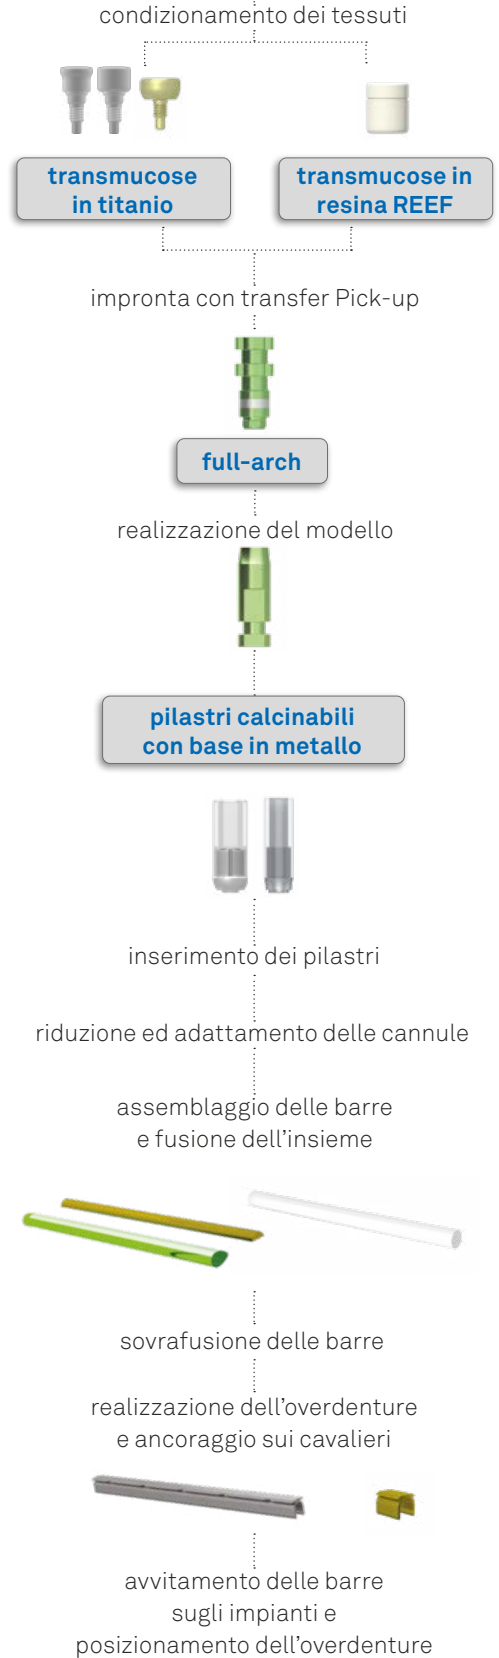 condizionamento dei tessuti
transmucose
in titanio
transmucose in
resina REEF
impronta con transfer Pick-up
full-arch
realizzazione del modello
pilastri calcinabili
con base in metallo
inserimento dei pilastri
riduzione ed adattamento delle cannule
assemblaggio delle barre
e fusione dell’insieme
sovrafusione delle barre
realizzazione dell’overdenture
e ancoraggio sui cavalieri
avvitamento delle barre
sugli impianti e
posizionamento dell’overdenture